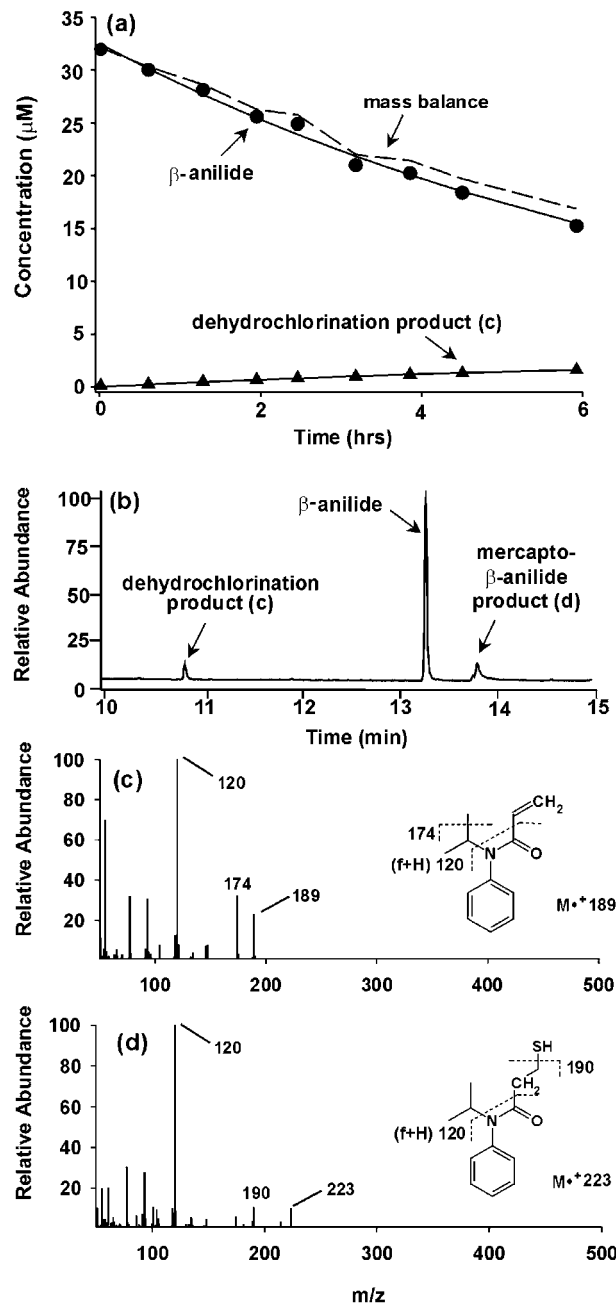 (a)
35
30
25
20
15
10
5
0
Concentration (μM)
mass balance
β-anilide
dehydrochlorination product (c)
0 2 4 6
Time (hrs)
(b)
100
75
50
25
0
Relative Abundance
β-anilide
dehydrochlorination
product (c)
mercapto-
β-anilide
product (d)
10 11 12 13 14 15
Time (min)
(c)
100
80
60
40
20
Relative Abundance
120
174
189
CH2
174
(f+H) 120
N
O
M•+189
100 200 300 400 500
(d)
100
80
60
40
20
Relative Abundance
120
190
223
SH
190
CH2
(f+H) 120
N
O
M•+223
100 200 300 400 500
m/z